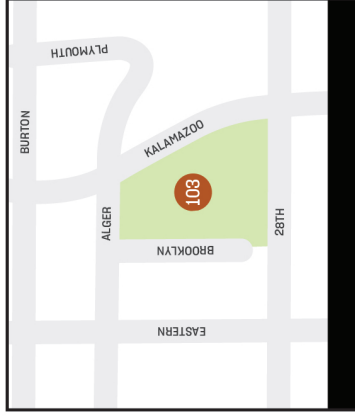 PLYMOUTH
BURTON
KALAMAZOO
103
ALGER
28TH
BROOKLYN
EASTERN